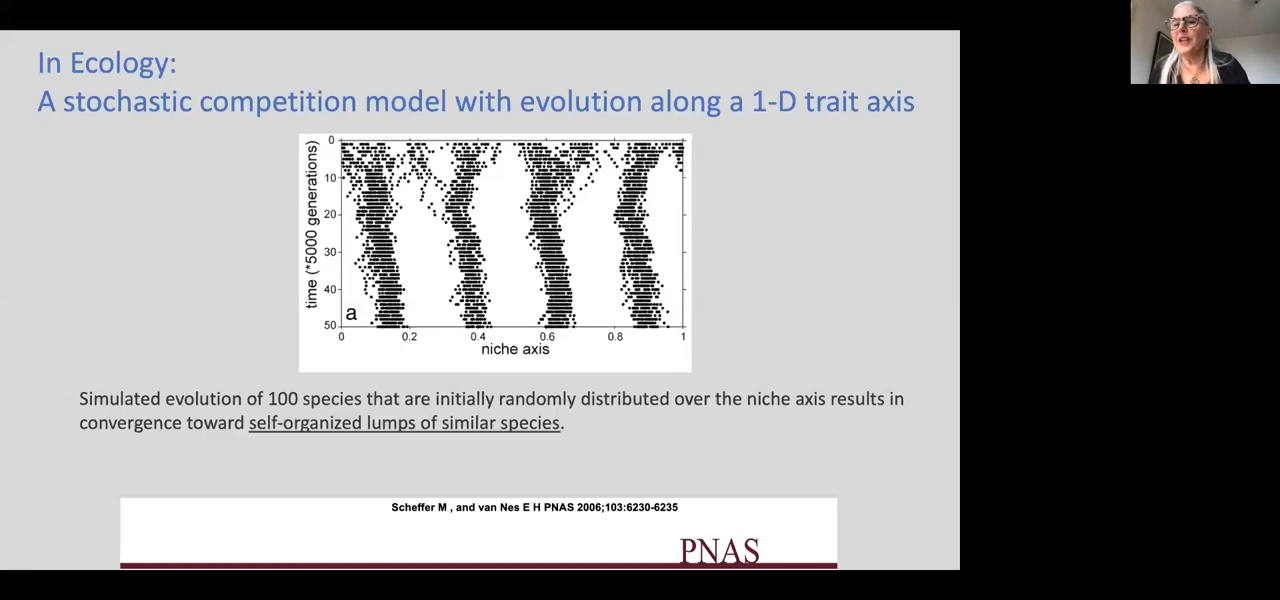 In Ecology:
A stochastic competition model with evolution along a 1-D trait axis
time (*5000 generations)
0
10
20
30
40
50
a
0
0.2
0.4
0.6
0.8
1
niche axis
Simulated evolution of 100 species that are initially randomly distributed over the niche axis results in
convergence toward self-organized lumps of similar species.
Scheffer M , and van Nes E H PNAS 2006;103:6230-6235
PNAS